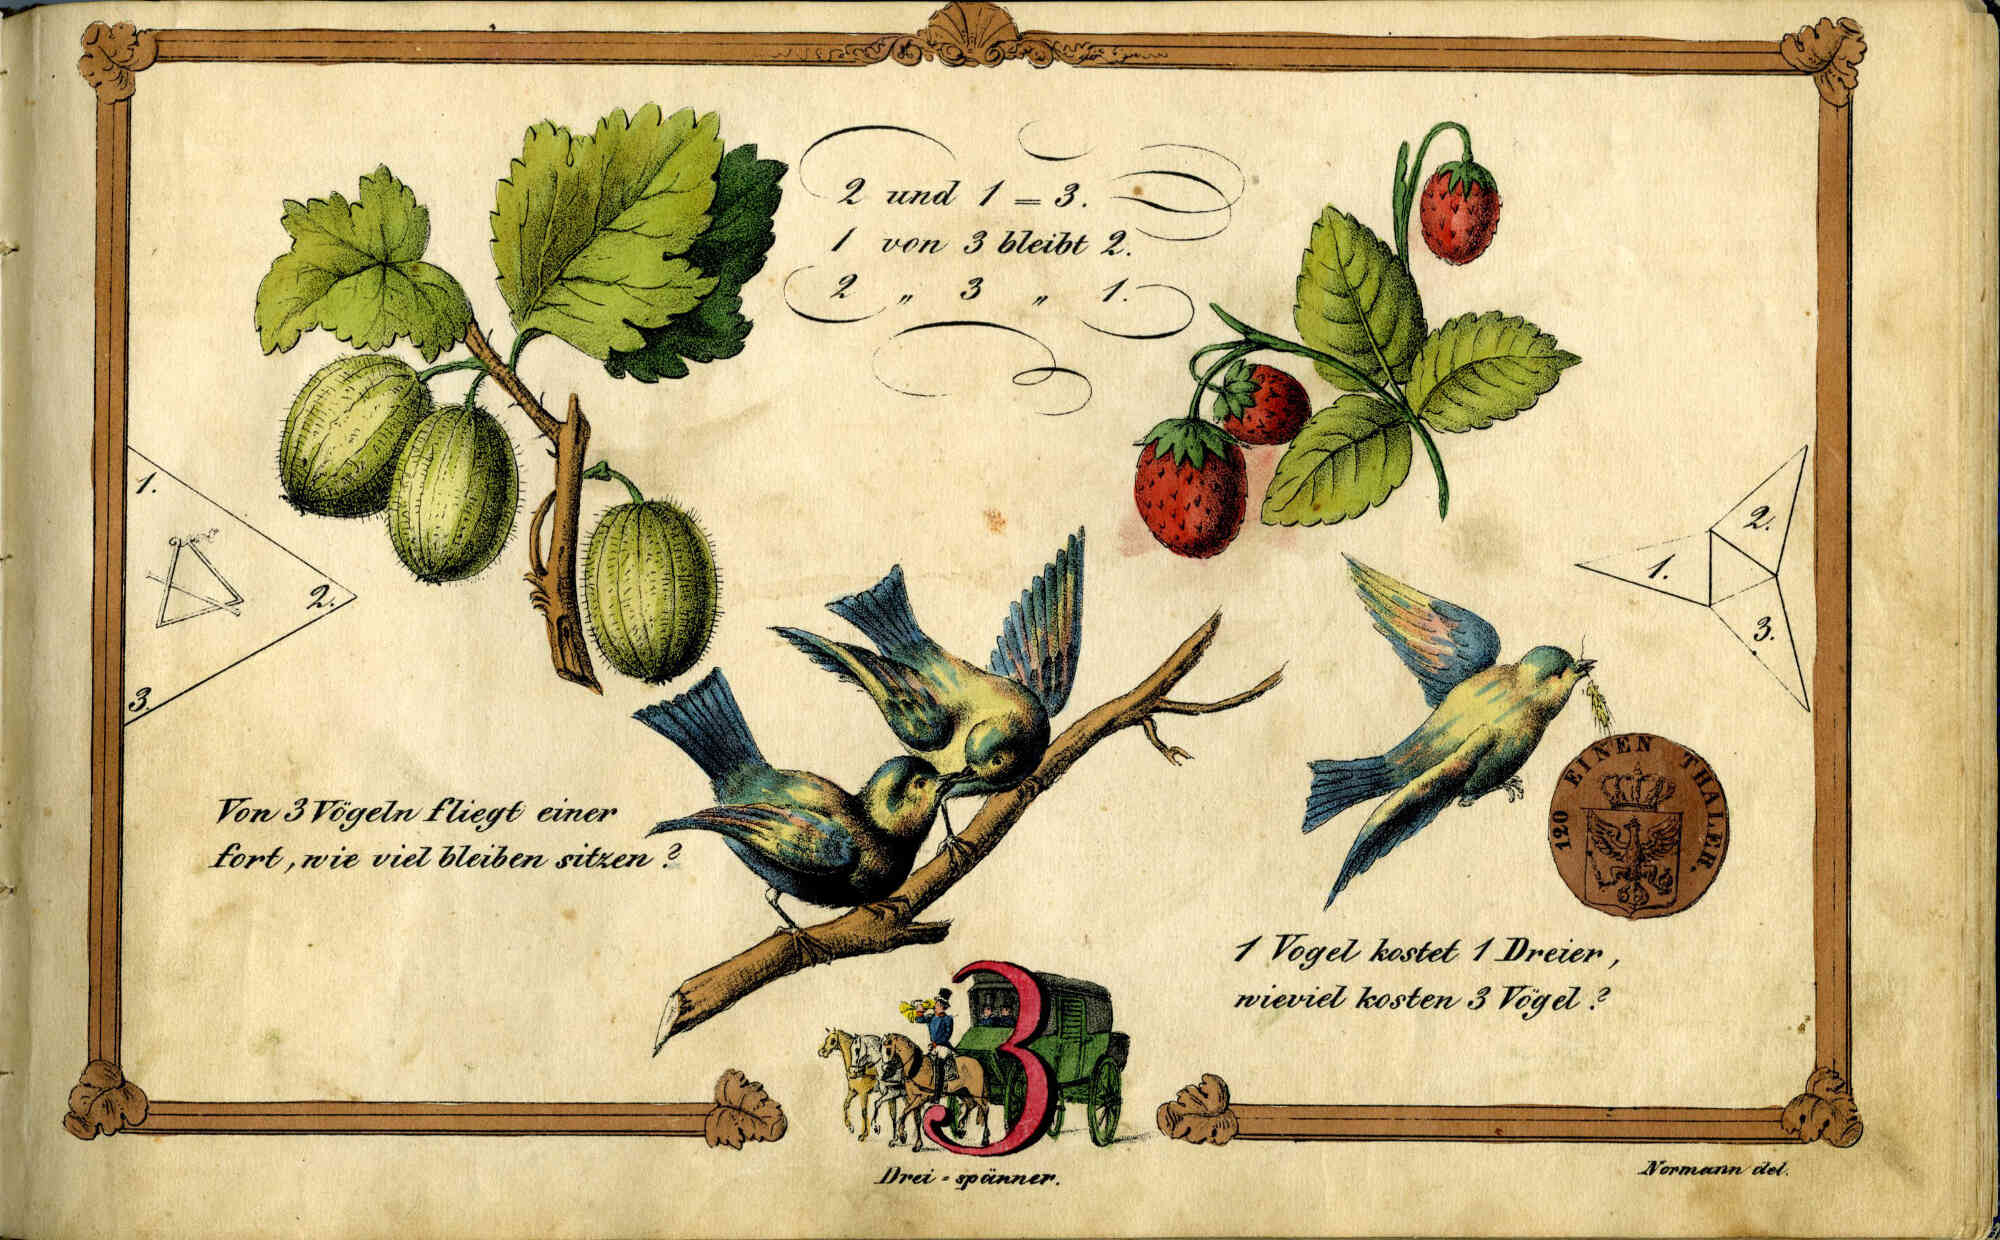 2 und 1 = 3.
1 von 3 bleibt 2.
2 „ 3 „ 1.
1.
2.
3.
1.
2.
3.
Von 3 Vögeln fliegt einer
fort, wie viel bleiben sitzen?
120 EINEN THALER.
1 Vogel kostet 1 Dreier,
wieviel kosten 3 Vögel?
3
Drei-spänner.
Normann del.